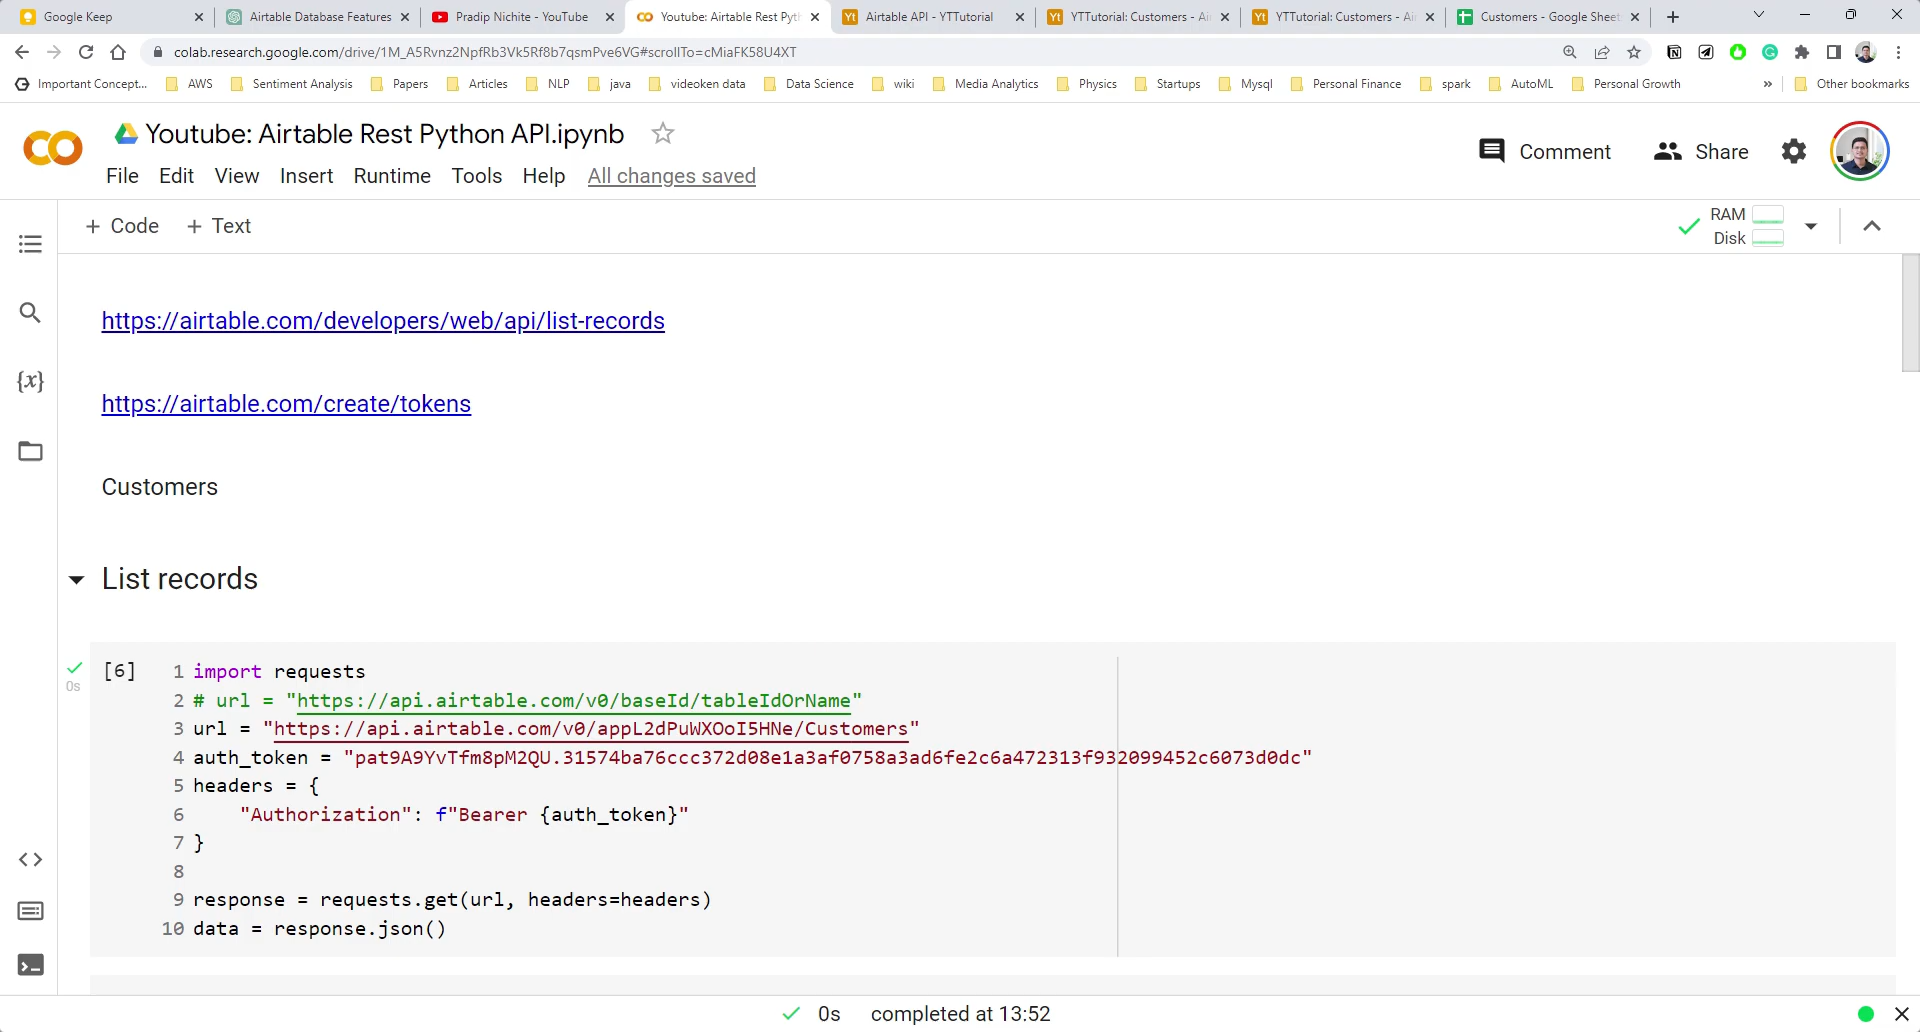 Google Keep
Airtable Database Features
Pradip Nichite - YouTube
Youtube: Airtable Rest Pyth
Airtable API - YTTutorial
YTTutorial: Customers - Ai
YTTutorial: Customers - Ai
Customers - Google Sheet
colab.research.google.com/drive/1M_A5Rvnz2NpfRb3Vk5Rf8b7qsmPve6VG#scrollTo=cMiaFK58U4XT
Important Concept...
AWS
Sentiment Analysis
Papers
Articles
NLP
java
videoken data
Data Science
wiki
Media Analytics
Physics
Startups
Mysql
Personal Finance
spark
AutoML
Personal Growth
»
Other bookmarks
Youtube: Airtable Rest Python API.ipynb
Comment
Share
File Edit View Insert Runtime Tools Help All changes saved
+ Code + Text
RAM
Disk
https://airtable.com/developers/web/api/list-records
{x}
https://airtable.com/create/tokens
Customers
List records
0s
[6]
1 import requests
2 # url = "https://api.airtable.com/v0/baseId/tableIdOrName"
3 url = "https://api.airtable.com/v0/appL2dPuWXOoI5HNe/Customers"
4 auth_token = "pat9A9YvTfm8pM2QU.31574ba76ccc372d08e1a3af0758a3ad6fe2c6a472313f932099452c6073d0dc"
5 headers = {
6     "Authorization": f"Bearer {auth_token}"
7 }
8
9 response = requests.get(url, headers=headers)
10 data = response.json()
0s completed at 13:52